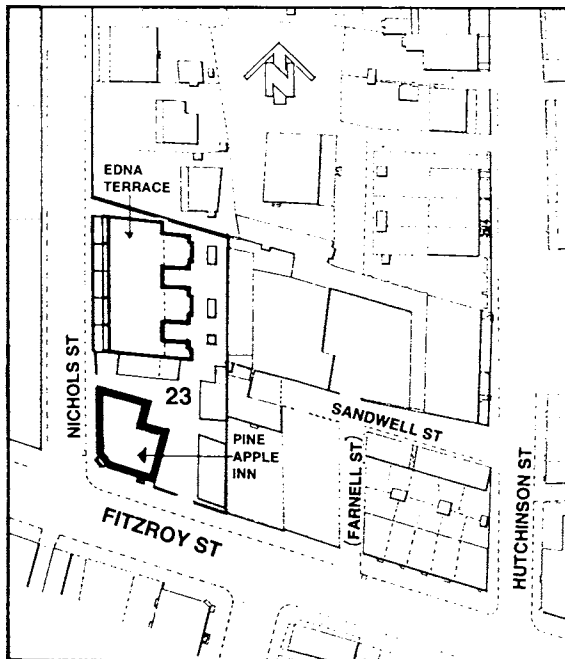 N
EDNA
TERRACE
NICHOLS ST
23
PINE
APPLE
INN
SANDWELL ST
(FARNELL ST)
HUTCHINSON ST
FITZROY ST